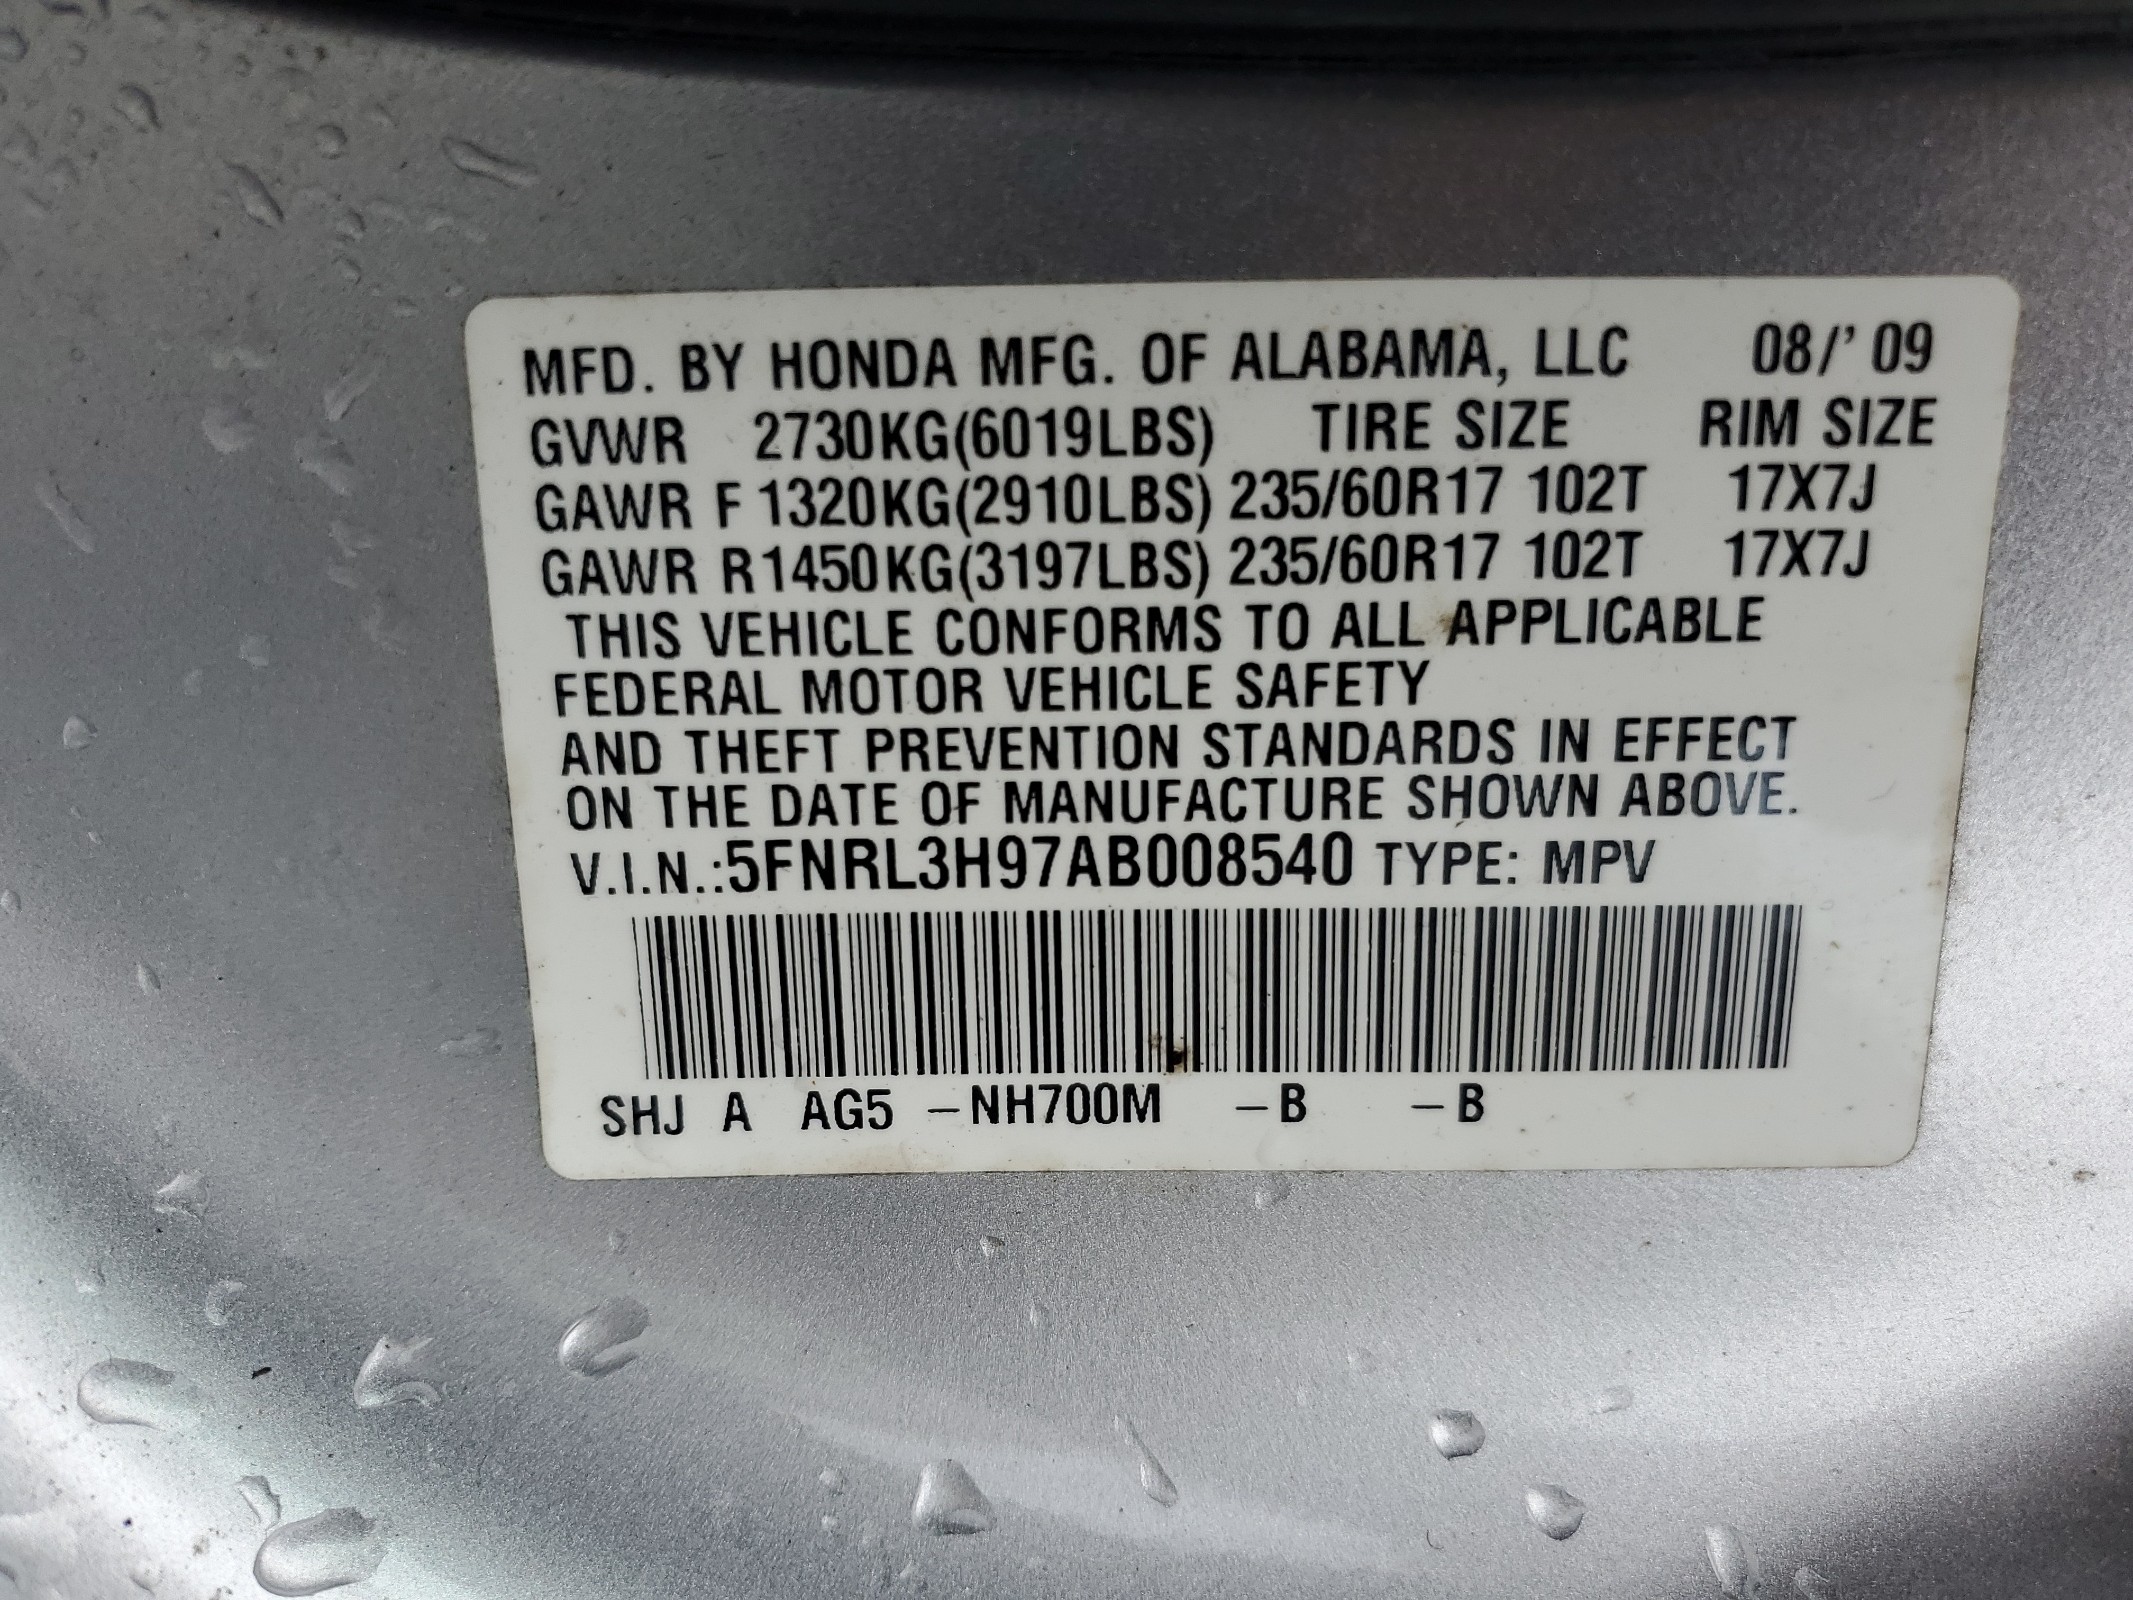 MFD. BY HONDA MFG. OF ALABAMA, LLC 08/' 09
GVWR 2730KG(6019LBS) TIRE SIZE RIM SIZE
GAWR F 1320KG(2910LBS) 235/60R17 102T 17X7J
GAWR R 1450KG(3197LBS) 235/60R17 102T 17X7J
THIS VEHICLE CONFORMS TO ALL APPLICABLE
FEDERAL MOTOR VEHICLE SAFETY
AND THEFT PREVENTION STANDARDS IN EFFECT
ON THE DATE OF MANUFACTURE SHOWN ABOVE.
V.I.N.:5FNRL3H97AB008540 TYPE: MPV
SHJ A AG5 –NH700M –B –B